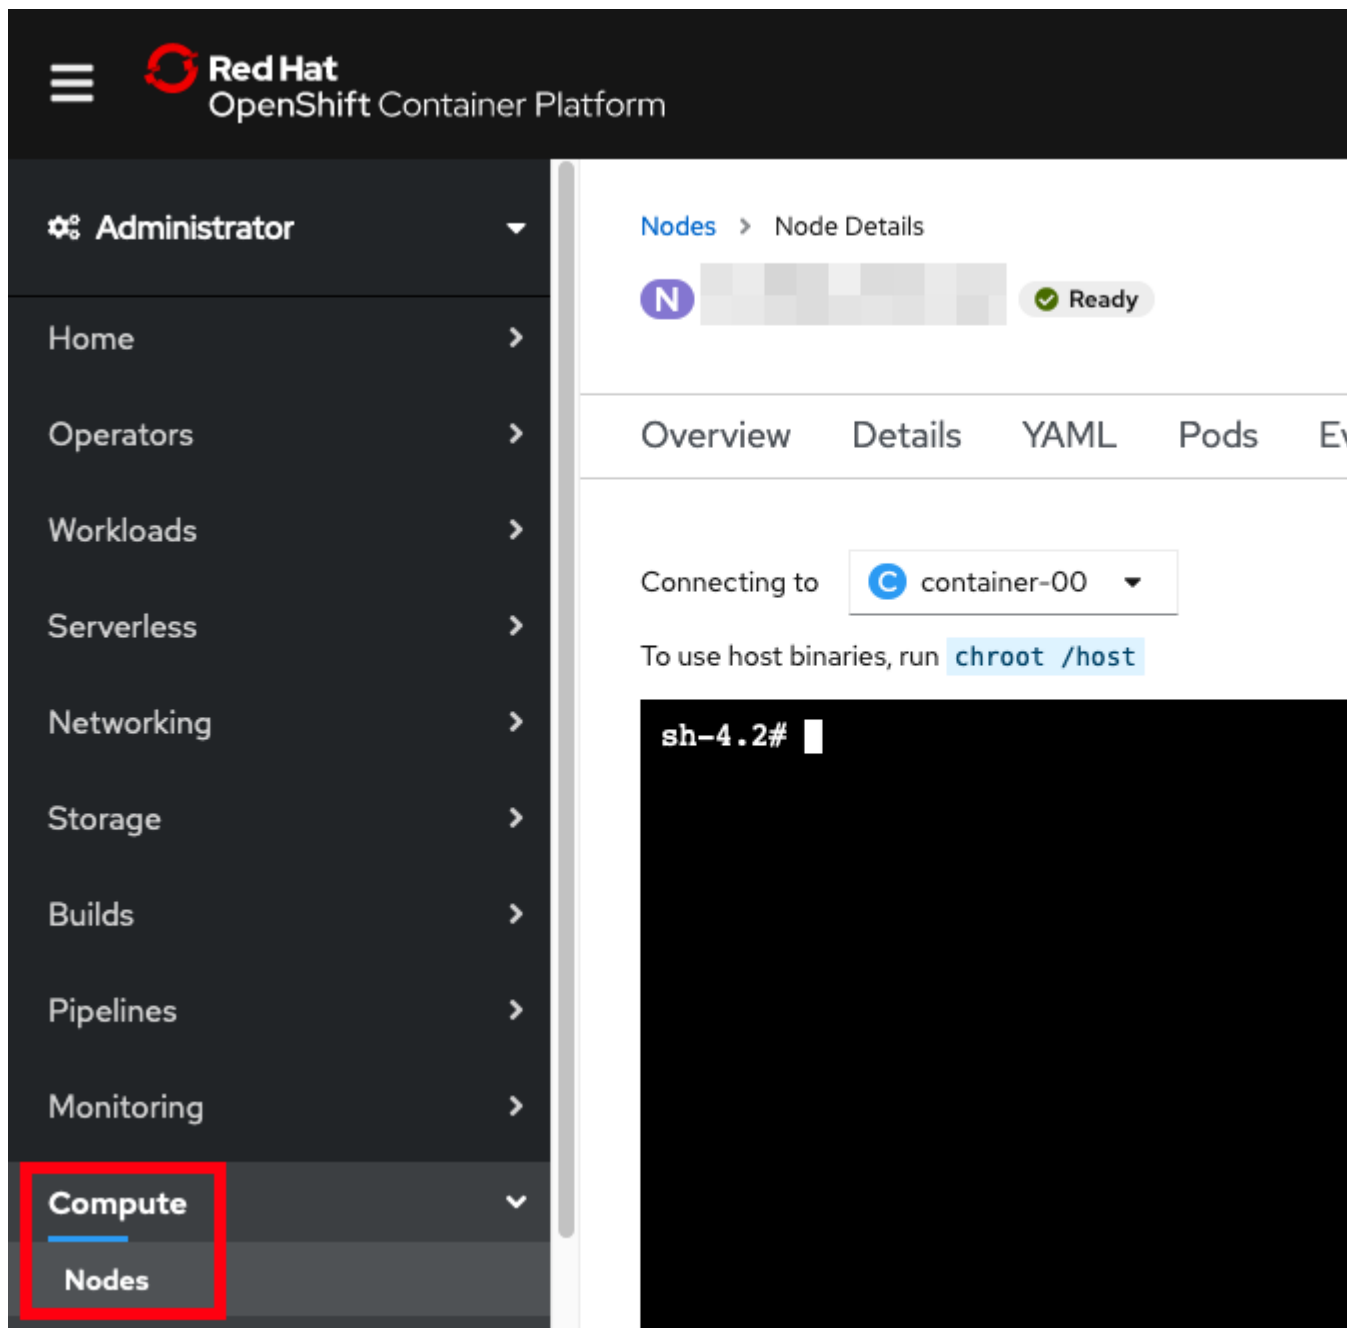 Red Hat
OpenShift Container Platform
Administrator
Home
Operators
Workloads
Serverless
Networking
Storage
Builds
Pipelines
Monitoring
Compute
Nodes
Nodes > Node Details
N
Ready
Overview Details YAML Pods
Connecting to C container-00
To use host binaries, run chroot /host
sh-4.2#